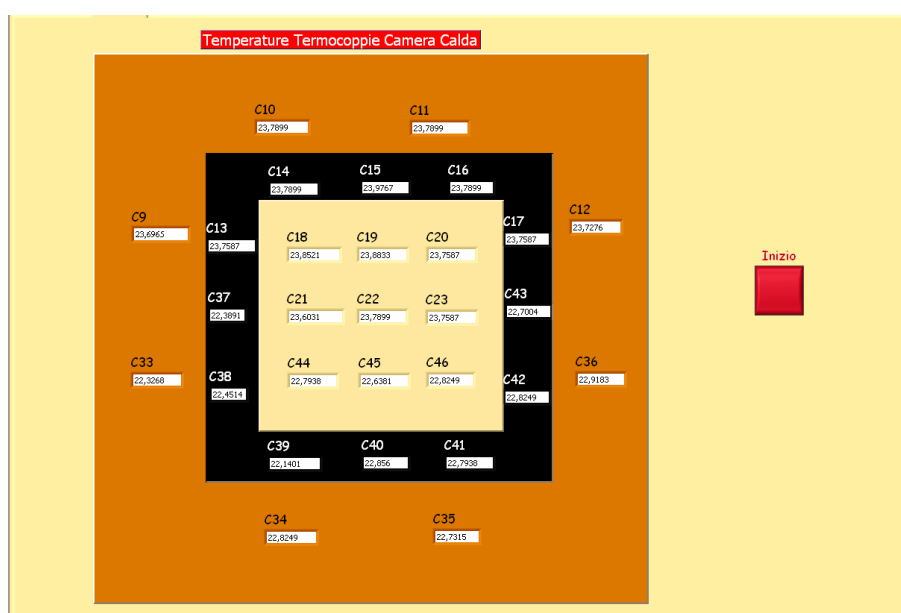 Temperature Termocoppie Camera Calda
C10 C11
23,7899 23,7899
C14 C15 C16
23,7899 23,9767 23,7899
C9 C13 C17 C12
23,6965 23,7587 23,7587 23,7276
C18 C19 C20
23,8521 23,8833 23,7587
Inizio
C37 C21 C22 C23 C43
22,3891 23,6031 23,7899 23,7587 22,7004
C33 C38 C44 C45 C46 C42 C36
22,3268 22,4514 22,7938 22,6381 22,8249 22,8249 22,9183
C39 C40 C41
22,1401 22,856 22,7938
C34 C35
22,8249 22,7315